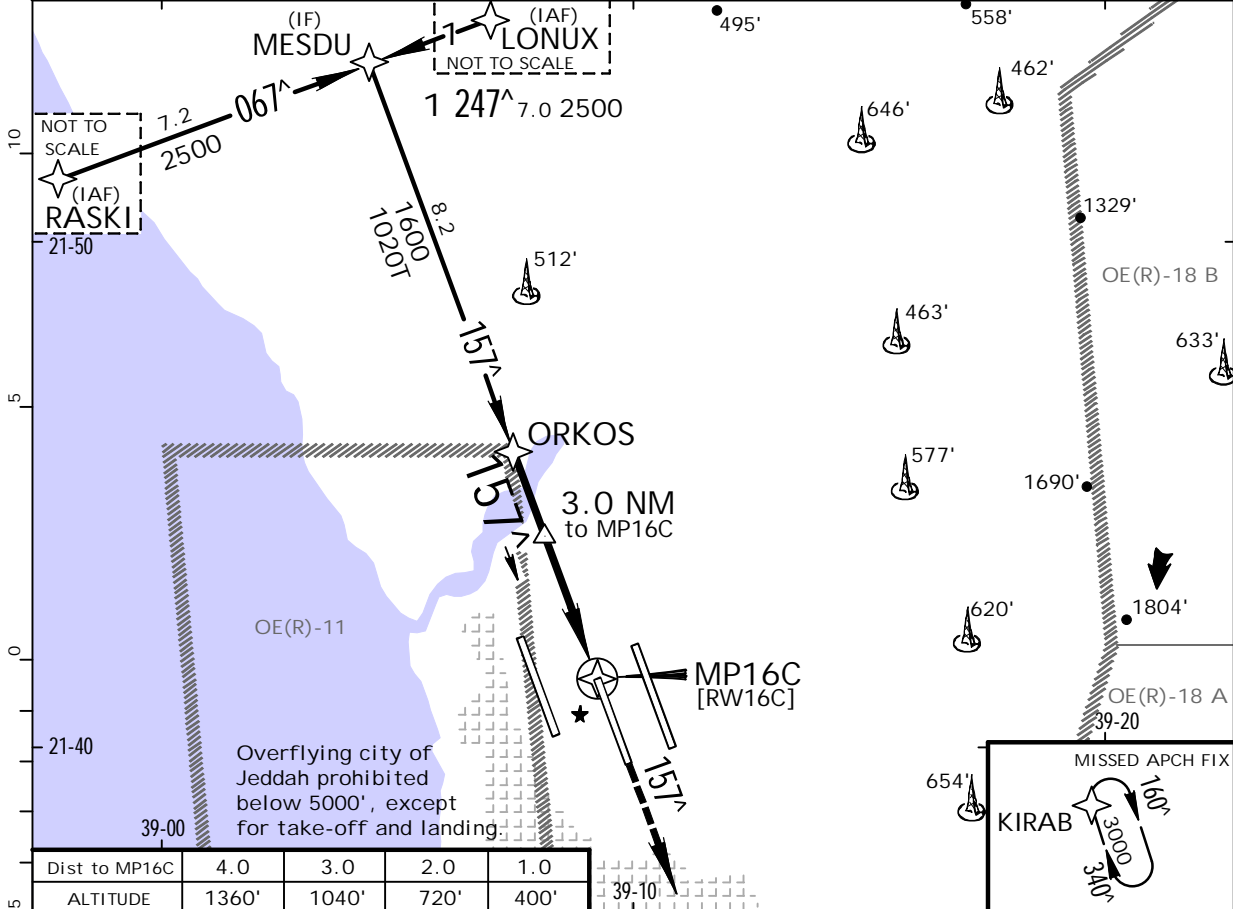 (IF)
MESDU
(IAF)
LONUX
1
NOT TO SCALE
1 247^ 7.0 2500
495'
558'
462'
646'
NOT TO
SCALE
(IAF)
RASKI
7.2
067^
2500
10
21-50
8.2
1600
1020T
157^
512'
1329'
OE(R)-18 B
463'
633'
5
ORKOS
157^
3.0 NM
to MP16C
577'
1690'
OE(R)-11
620'
1804'
0
MP16C
[RW16C]
OE(R)-18 A
39-20
21-40
Overflying city of
Jeddah prohibited
below 5000', except
for take-off and landing.
157^
654'
MISSED APCH FIX
KIRAB
160^
3000
340^
39-00
39-10
5
Dist to MP16C 4.0 3.0 2.0 1.0
ALTITUDE 1360' 1040' 720' 400'